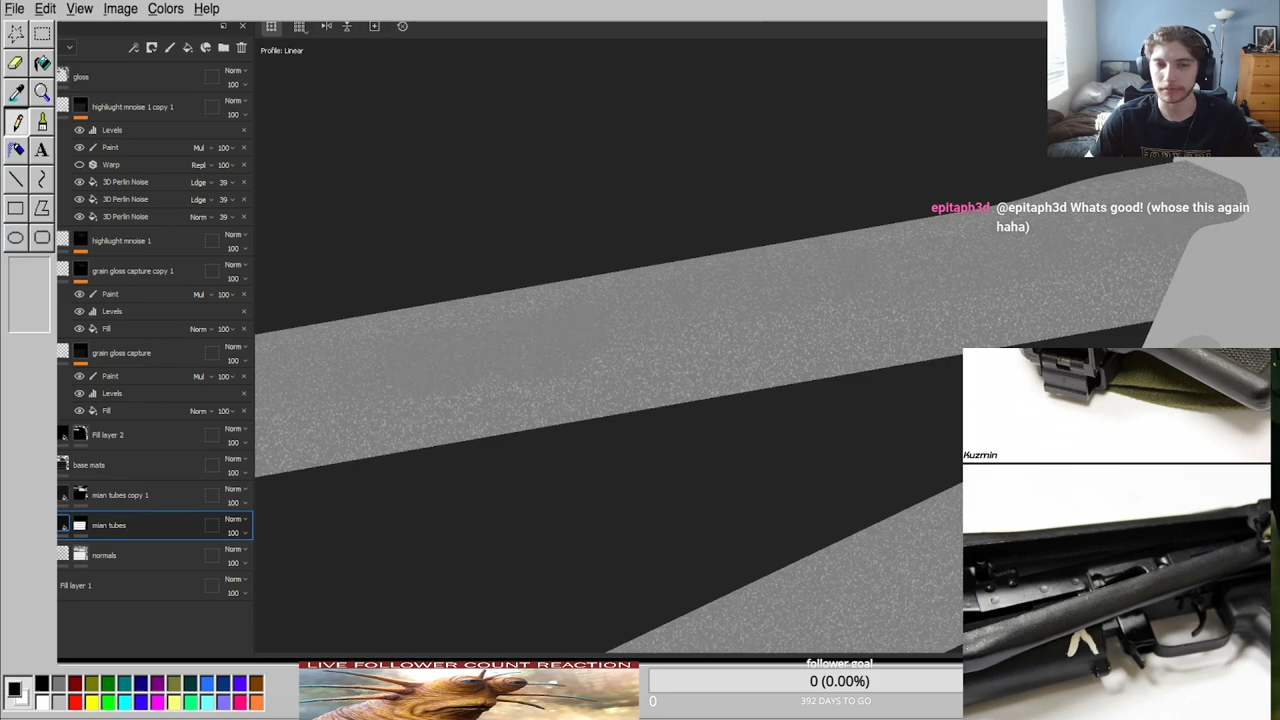 File Edit View Image Colors Help
Profile: Linear
gloss Norm 100
highlught mnoise 1 copy 1 Norm 100
Levels
Paint Mul 100
Warp Repl 100
3D Perlin Noise Ldge 39
3D Perlin Noise Ldge 39
3D Perlin Noise Norm 39
highlught mnoise 1 Norm 100
grain gloss capture copy 1 Norm 100
Paint Mul 100
Levels
Fill Norm 100
grain gloss capture Norm 100
Paint Mul 100
Levels
Fill Norm 100
Fill layer 2 Norm 100
base mats Norm 100
mian tubes copy 1 Norm 100
mian tubes Norm 100
normals Norm 100
Fill layer 1 Norm 100
epitaph3d: @epitaph3d Whats good! (whose this again
haha)
Kuzmin
LIVE FOLLOWER COUNT REACTION
follower goal
0 (0.00%)
0
392 DAYS TO GO